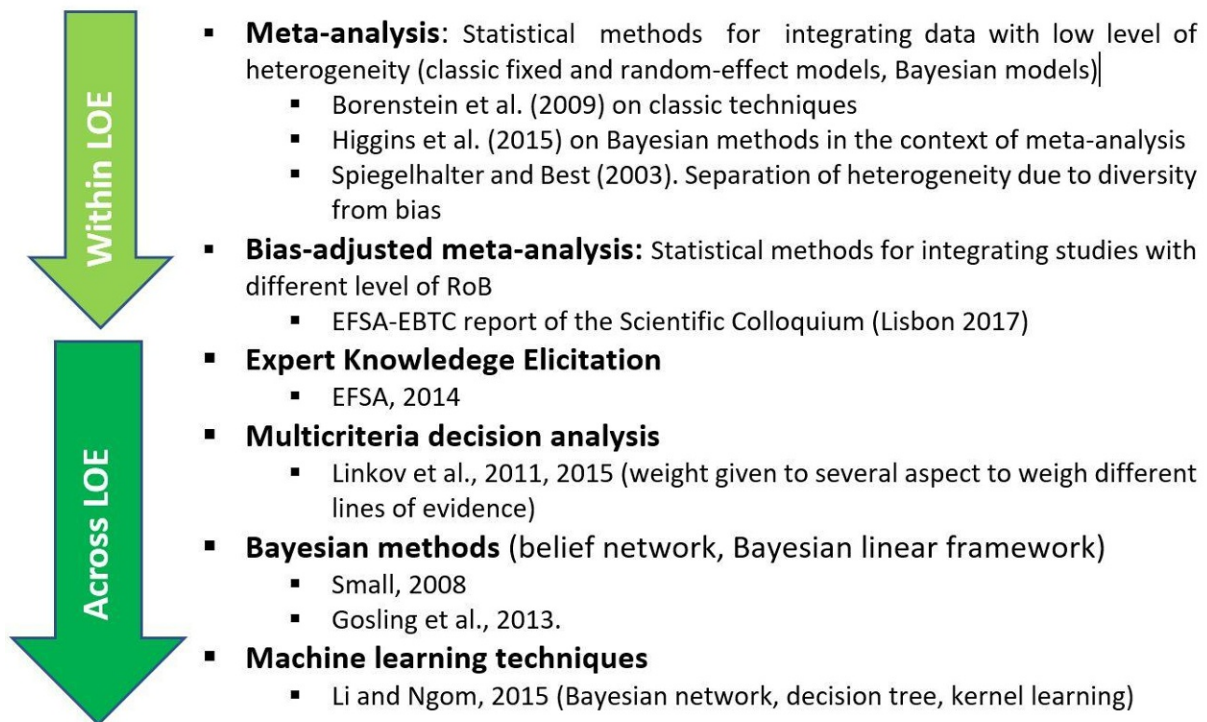 Within LOE
▪ Meta-analysis: Statistical methods for integrating data with low level of
heterogeneity (classic fixed and random-effect models, Bayesian models)
▪ Borenstein et al. (2009) on classic techniques
▪ Higgins et al. (2015) on Bayesian methods in the context of meta-analysis
▪ Spiegelhalter and Best (2003). Separation of heterogeneity due to diversity
from bias
▪ Bias-adjusted meta-analysis: Statistical methods for integrating studies with
different level of RoB
▪ EFSA-EBTC report of the Scientific Colloquium (Lisbon 2017)
Across LOE
▪ Expert Knowledege Elicitation
▪ EFSA, 2014
▪ Multicriteria decision analysis
▪ Linkov et al., 2011, 2015 (weight given to several aspect to weigh different
lines of evidence)
▪ Bayesian methods (belief network, Bayesian linear framework)
▪ Small, 2008
▪ Gosling et al., 2013.
▪ Machine learning techniques
▪ Li and Ngom, 2015 (Bayesian network, decision tree, kernel learning)